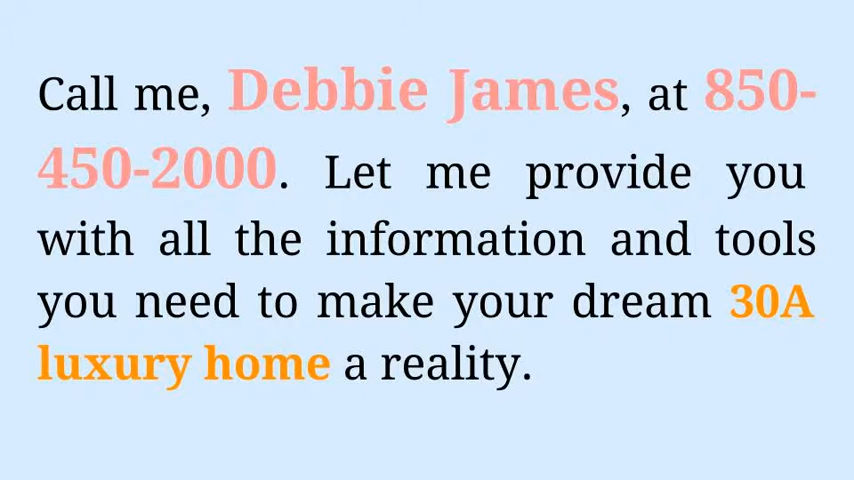 Call me, Debbie James, at 850-
450-2000. Let me provide you
with all the information and tools
you need to make your dream 30A
luxury home a reality.